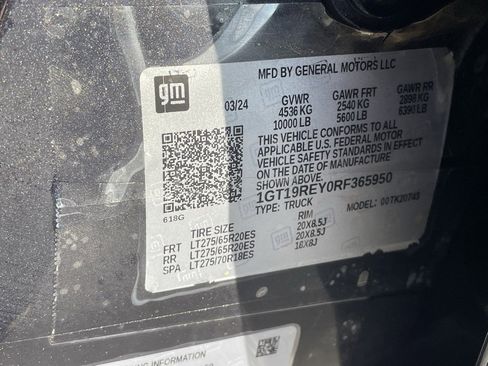 gm
MFD BY GENERAL MOTORS LLC
03/24 GVWR GAWR FRT GAWR RR
4536 KG 2540 KG 2898 KG
10000 LB 5600 LB 6390 LB
THIS VEHICLE CONFORMS TO ALL
APPLICABLE U.S. FEDERAL MOTOR
VEHICLE SAFETY STANDARDS IN EFFECT
ON THE DATE OF MANUFACTURE
SHOWN ABOVE.
1GT19REY0RF365950
TYPE: TRUCK MODEL: 00TK20743
618G
TIRE SIZE RIM
FRT LT275/65R20ES 20X8.5J
RR LT275/65R20ES 20X8.5J
SPA LT275/70R18ES 18X8J
ING INFORMATION